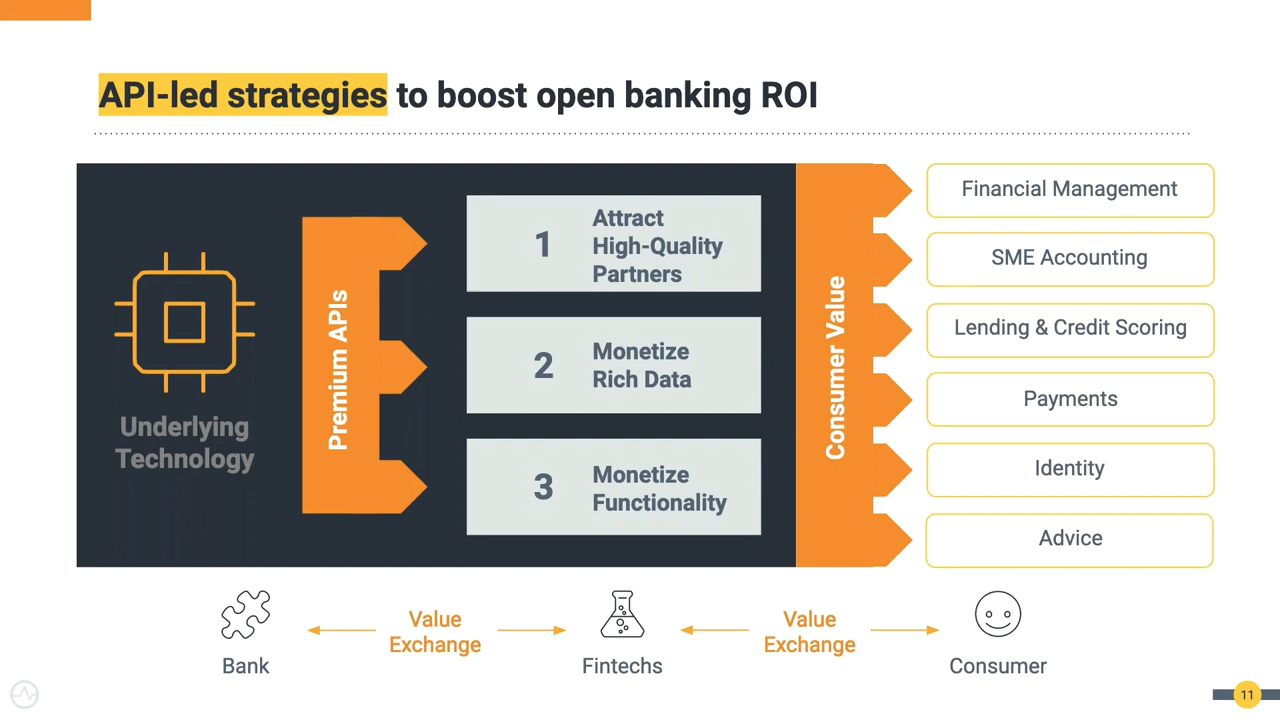 API-led strategies to boost open banking ROI
Underlying
Technology
Premium APIs
1
Attract
High-Quality
Partners
2
Monetize
Rich Data
3
Monetize
Functionality
Consumer Value
Financial Management
SME Accounting
Lending & Credit Scoring
Payments
Identity
Advice
Bank
Value
Exchange
Fintechs
Value
Exchange
Consumer
11